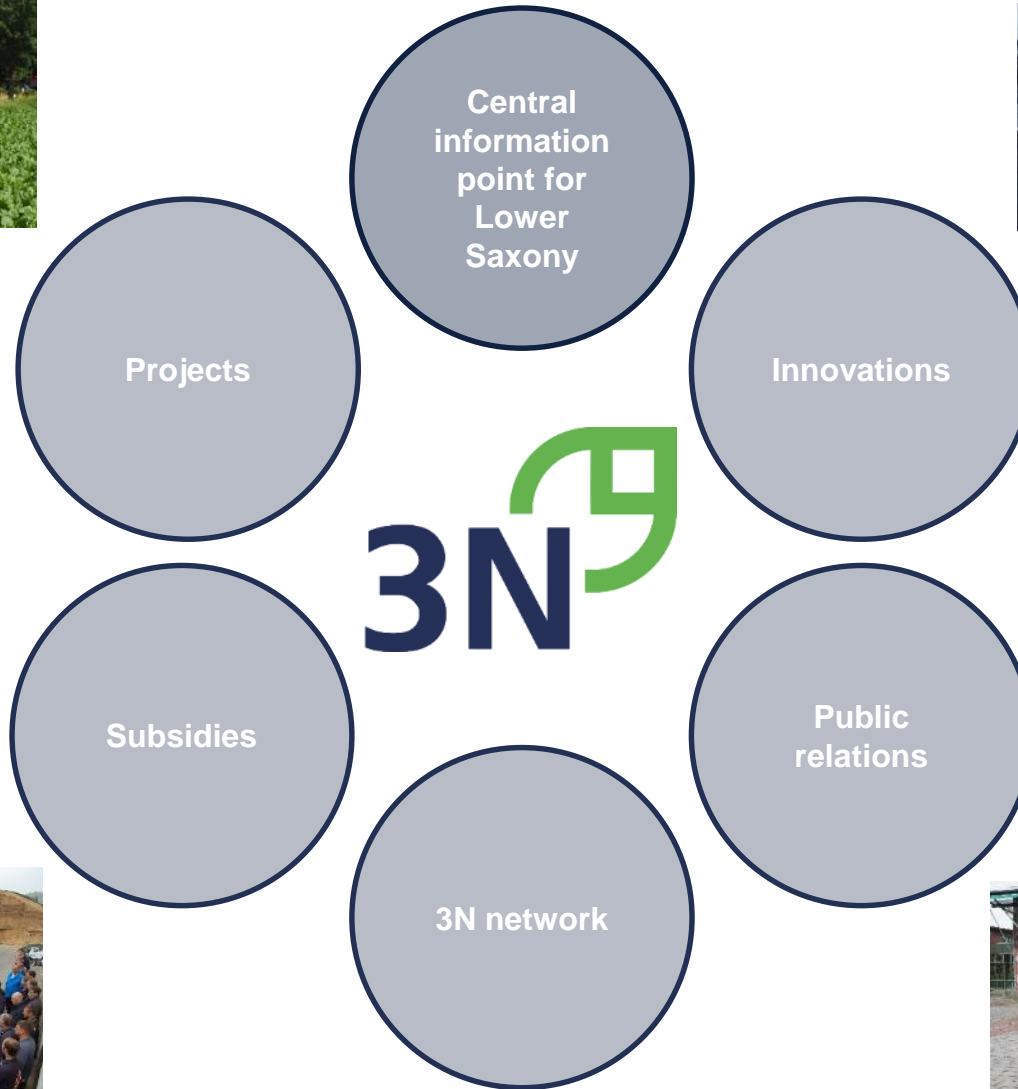 Central
information
point for
Lower
Saxony
Projects
Innovations
3N
Subsidies
Public
relations
3N network